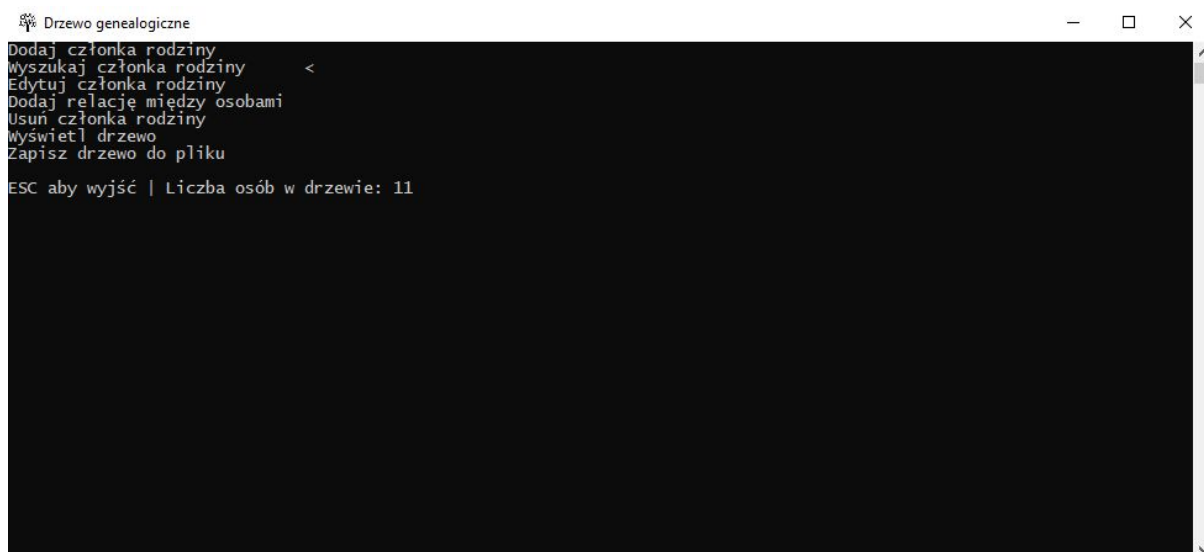 Drzewo genealogiczne
Dodaj członka rodziny
Wyszukaj członka rodziny <
Edytuj członka rodziny
Dodaj relację między osobami
Usuń członka rodziny
Wyświetl drzewo
Zapisz drzewo do pliku
ESC aby wyjść | Liczba osób w drzewie: 11